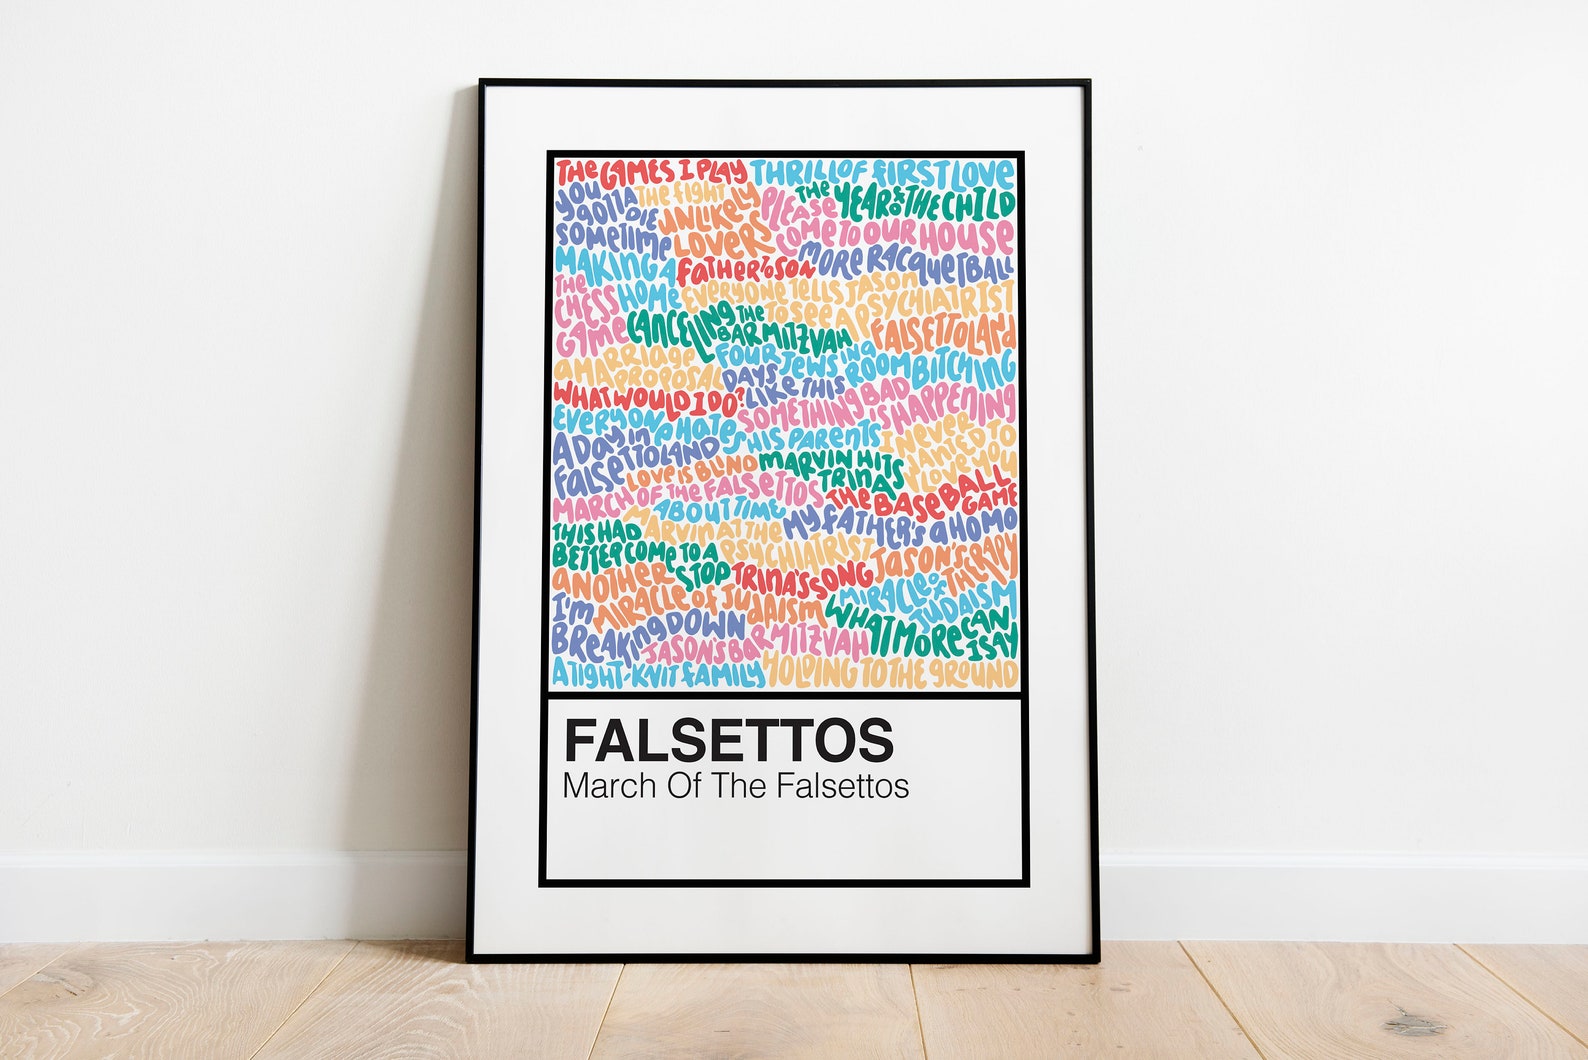 THE GAMES I PLAY
THRILL OF FIRST LOVE
YOU GOTTA DIE SOMETIME
THE FIGHT
UNLIKELY LOVERS
PLEASE COME TO OUR HOUSE
THE YEAR OF THE CHILD
MAKING A HOME
FATHER TO SON
MORE RACQUETBALL
THE CHESS GAME
EVERYONE TELLS JASON TO SEE A PSYCHIATRIST
CANCELLING THE BAR MITZVAH
FALSETTOLAND
A MARRIAGE PROPOSAL
FOUR JEWS IN A ROOM BITCHING
DAYS LIKE THIS
WHAT WOULD I DO?
SOMETHING BAD IS HAPPENING
EVERYONE HATES HIS PARENTS
I NEVER WANTED TO LOVE YOU
A DAY IN FALSETTOLAND
LOVE IS BLIND
MARVIN HITS TRINA
MARCH OF THE FALSETTOS
THE BASEBALL GAME
ABOUT TIME
MY FATHER'S A HOMO
THIS HAD BETTER COME TO A STOP
MARVIN AT THE PSYCHIATRIST
JASON'S THERAPY
ANOTHER MIRACLE OF JUDAISM
TRINA'S SONG
MIRACLE OF JUDAISM
I'M BREAKING DOWN
WHAT MORE CAN I SAY
JASON'S BAR MITZVAH
A TIGHT-KNIT FAMILY
HOLDING TO THE GROUND
FALSETTOS
March Of The Falsettos